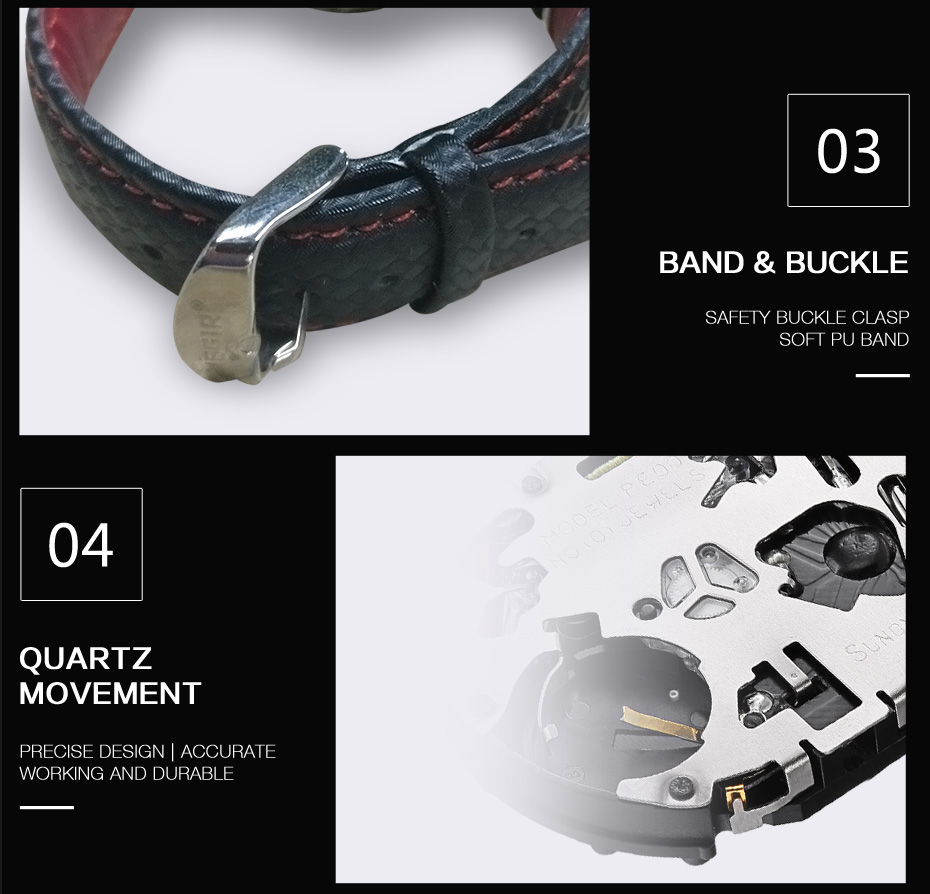 03
BAND & BUCKLE
SAFETY BUCKLE CLASP
SOFT PU BAND
04
QUARTZ
MOVEMENT
PRECISE DESIGN | ACCURATE
WORKING AND DURABLE